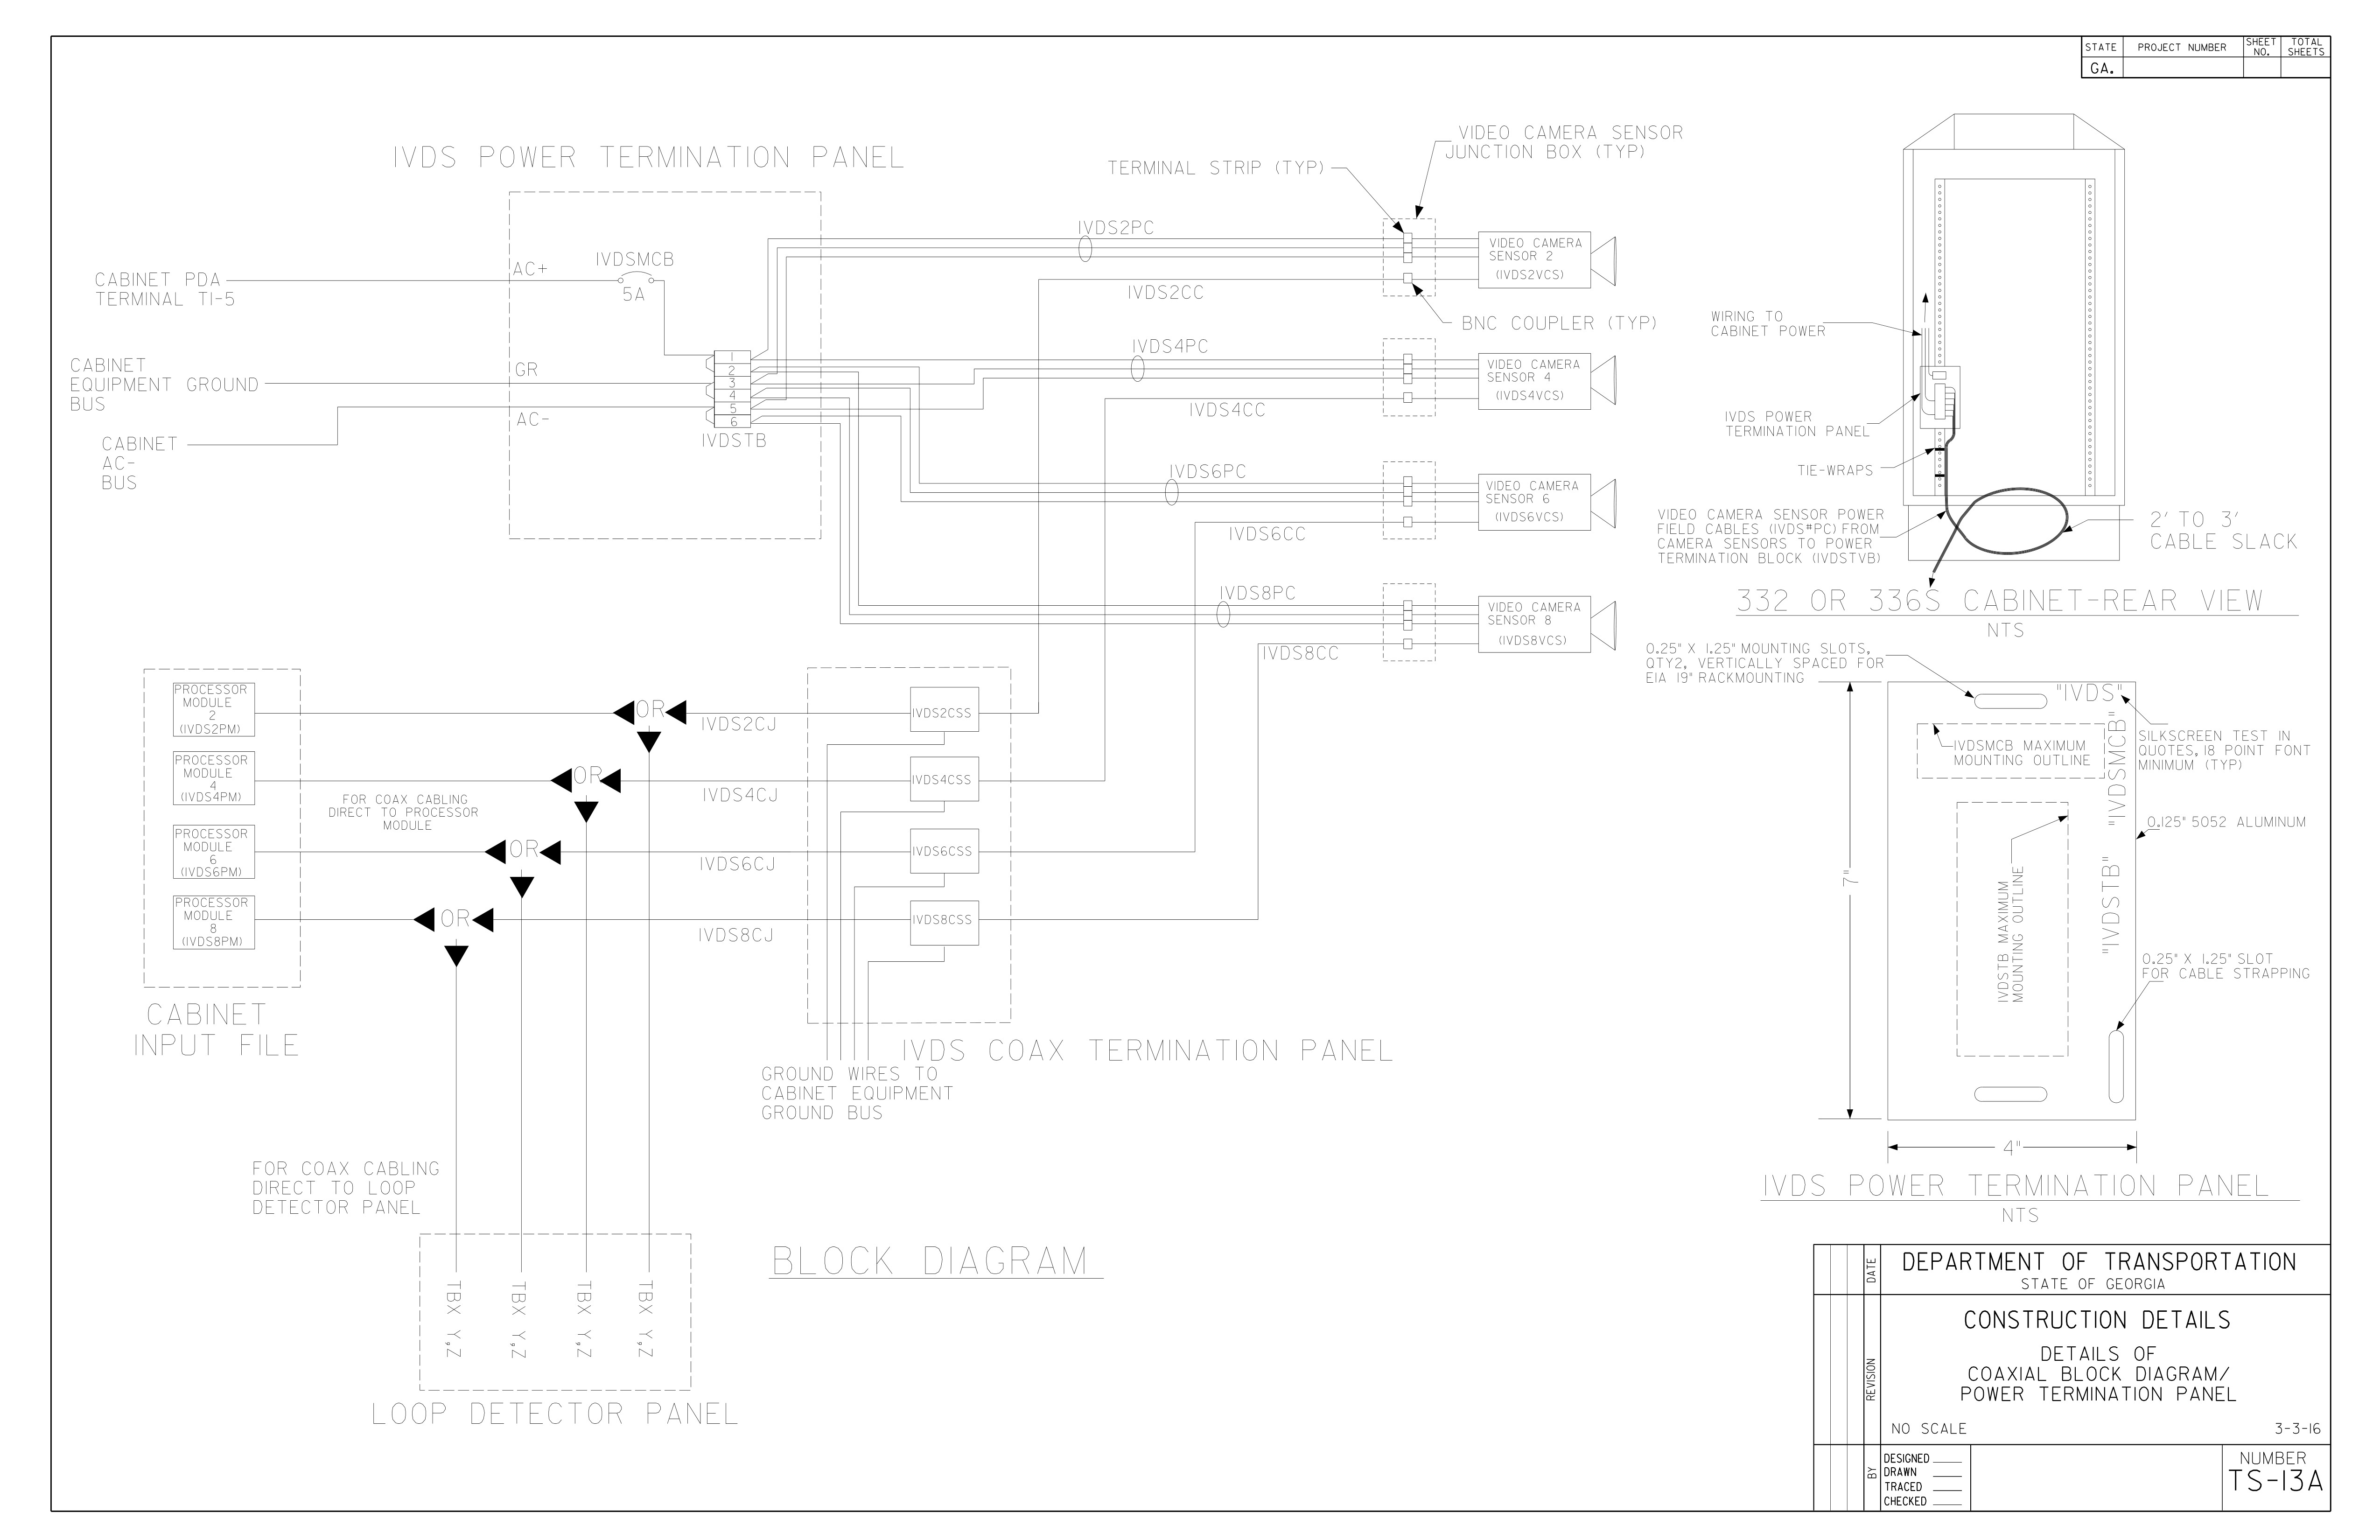 STATE
PROJECT NUMBER
SHEET NO.
TOTAL SHEETS
GA.
IVDS POWER TERMINATION PANEL
CABINET PDA
TERMINAL TI-5
AC+
IVDSMCB
5A
CABINET
EQUIPMENT GROUND
BUS
GR
CABINET
AC-
BUS
AC-
1
2
3
4
5
6
IVDSTB
TERMINAL STRIP (TYP)
VIDEO CAMERA SENSOR
JUNCTION BOX (TYP)
IVDS2PC
IVDS2CC
VIDEO CAMERA
SENSOR 2
(IVDS2VCS)
BNC COUPLER (TYP)
IVDS4PC
IVDS4CC
VIDEO CAMERA
SENSOR 4
(IVDS4VCS)
IVDS6PC
IVDS6CC
VIDEO CAMERA
SENSOR 6
(IVDS6VCS)
IVDS8PC
IVDS8CC
VIDEO CAMERA
SENSOR 8
(IVDS8VCS)
PROCESSOR
MODULE
2
(IVDS2PM)
PROCESSOR
MODULE
4
(IVDS4PM)
PROCESSOR
MODULE
6
(IVDS6PM)
PROCESSOR
MODULE
8
(IVDS8PM)
CABINET
INPUT FILE
FOR COAX CABLING
DIRECT TO PROCESSOR
MODULE
OR
OR
OR
OR
IVDS2CJ
IVDS4CJ
IVDS6CJ
IVDS8CJ
IVDS2CSS
IVDS4CSS
IVDS6CSS
IVDS8CSS
IVDS COAX TERMINATION PANEL
GROUND WIRES TO
CABINET EQUIPMENT
GROUND BUS
FOR COAX CABLING
DIRECT TO LOOP
DETECTOR PANEL
TBX Y,Z
TBX Y,Z
TBX Y,Z
TBX Y,Z
LOOP DETECTOR PANEL
BLOCK DIAGRAM
WIRING TO
CABINET POWER
IVDS POWER
TERMINATION PANEL
TIE-WRAPS
VIDEO CAMERA SENSOR POWER
FIELD CABLES (IVDS#PC) FROM
CAMERA SENSORS TO POWER
TERMINATION BLOCK (IVDSTVB)
2' TO 3'
CABLE SLACK
332 OR 336S CABINET-REAR VIEW
NTS
0.25" X 1.25" MOUNTING SLOTS,
QTY2, VERTICALLY SPACED FOR
EIA 19" RACKMOUNTING
"IVDS"
IVDSMCB MAXIMUM
MOUNTING OUTLINE
"IVDSMCB"
SILKSCREEN TEST IN
QUOTES, 18 POINT FONT
MINIMUM (TYP)
0.125" 5052 ALUMINUM
IVDSTB MAXIMUM
MOUNTING OUTLINE
"IVDSTB"
0.25" X 1.25" SLOT
FOR CABLE STRAPPING
7"
4"
IVDS POWER TERMINATION PANEL
NTS
DATE
REVISION
BY
DEPARTMENT OF TRANSPORTATION
STATE OF GEORGIA
CONSTRUCTION DETAILS
DETAILS OF
COAXIAL BLOCK DIAGRAM/
POWER TERMINATION PANEL
NO SCALE
3-3-16
DESIGNED
DRAWN
TRACED
CHECKED
NUMBER
TS-13A